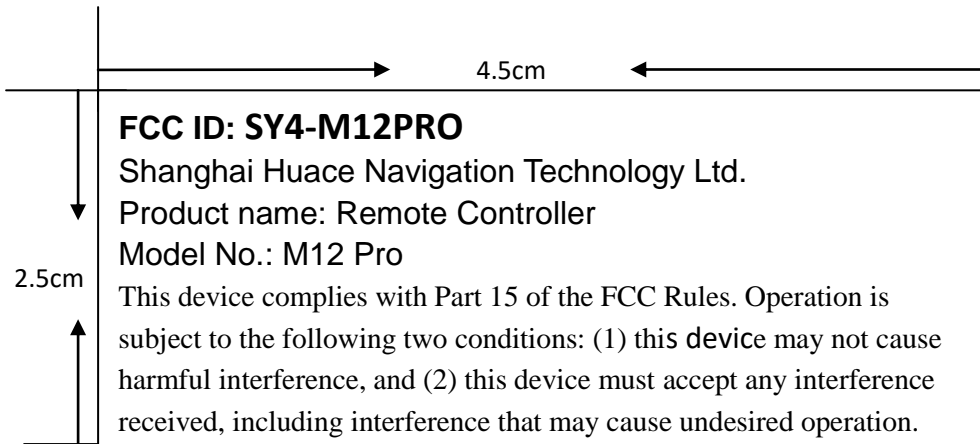 4.5cm
FCC ID: SY4-M12PRO
Shanghai Huace Navigation Technology Ltd.
Product name: Remote Controller
Model No.: M12 Pro
2.5cm
This device complies with Part 15 of the FCC Rules. Operation is
subject to the following two conditions: (1) this device may not cause
harmful interference, and (2) this device must accept any interference
received, including interference that may cause undesired operation.